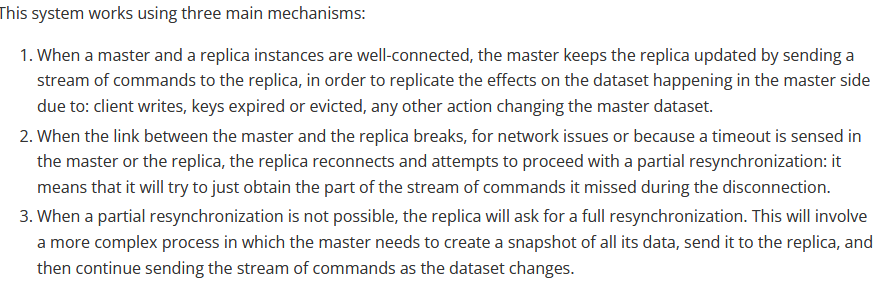 This system works using three main mechanisms:
1. When a master and a replica instances are well-connected, the master keeps the replica updated by sending a
stream of commands to the replica, in order to replicate the effects on the dataset happening in the master side
due to: client writes, keys expired or evicted, any other action changing the master dataset.
2. When the link between the master and the replica breaks, for network issues or because a timeout is sensed in
the master or the replica, the replica reconnects and attempts to proceed with a partial resynchronization: it
means that it will try to just obtain the part of the stream of commands it missed during the disconnection.
3. When a partial resynchronization is not possible, the replica will ask for a full resynchronization. This will involve
a more complex process in which the master needs to create a snapshot of all its data, send it to the replica, and
then continue sending the stream of commands as the dataset changes.